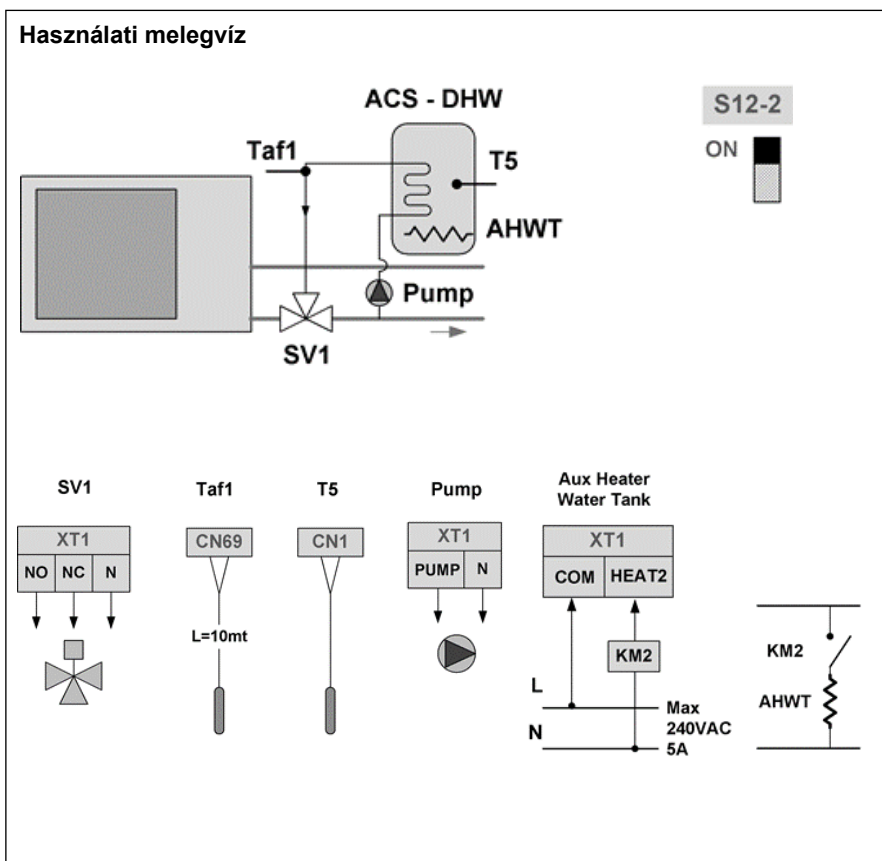 Használati melegvíz
ACS - DHW
S12-2
ON
Taf1
T5
AHWT
Pump
SV1
SV1
Taf1
T5
Pump
Aux Heater
Water Tank
XT1
NO NC N
CN69
CN1
XT1
PUMP N
XT1
COM HEAT2
L=10mt
KM2
L
N
Max
240VAC
5A
KM2
AHWT